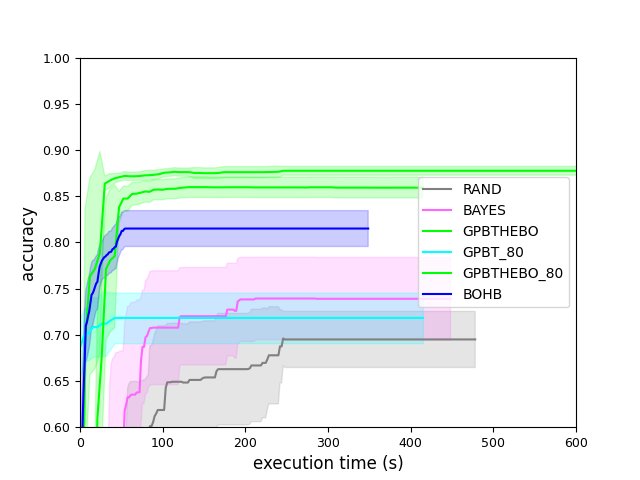 1.00
0.95
0.90
0.85
0.80
0.75
0.70
0.65
0.60
accuracy
RAND
BAYES
GPBTHEBO
GPBT_80
GPBTHEBO_80
BOHB
0 100 200 300 400 500 600
execution time (s)